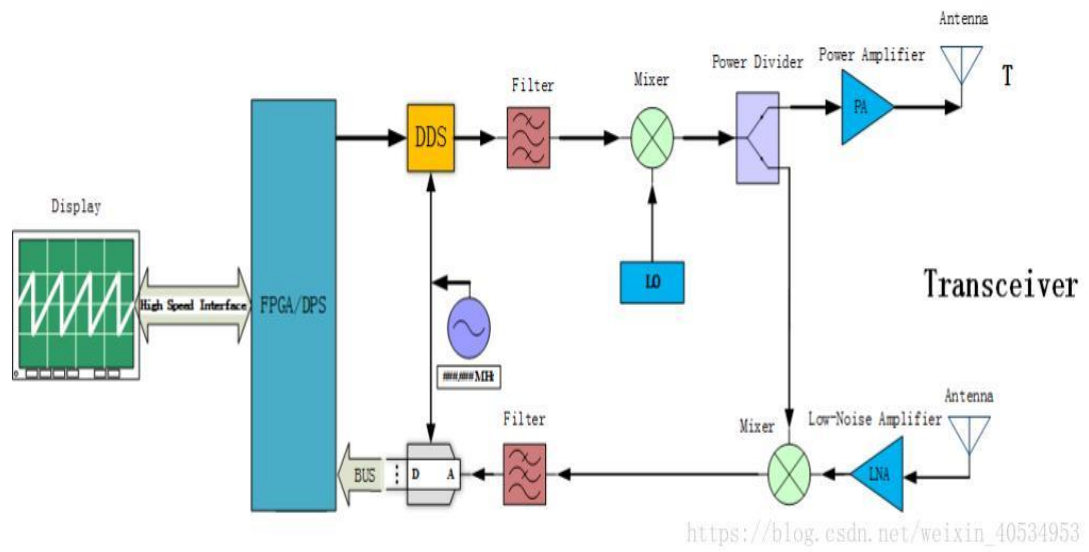 Antenna
Power Divider
Power Amplifier
T
Mixer
Filter
PA
DDS
Display
High Speed Interface
FPGA/DPS
LO
Transceiver
###.###MHz
Filter
Mixer
Low-Noise Amplifier
Antenna
BUS
D
A
LNA
https://blog.csdn.net/weixin_40534953